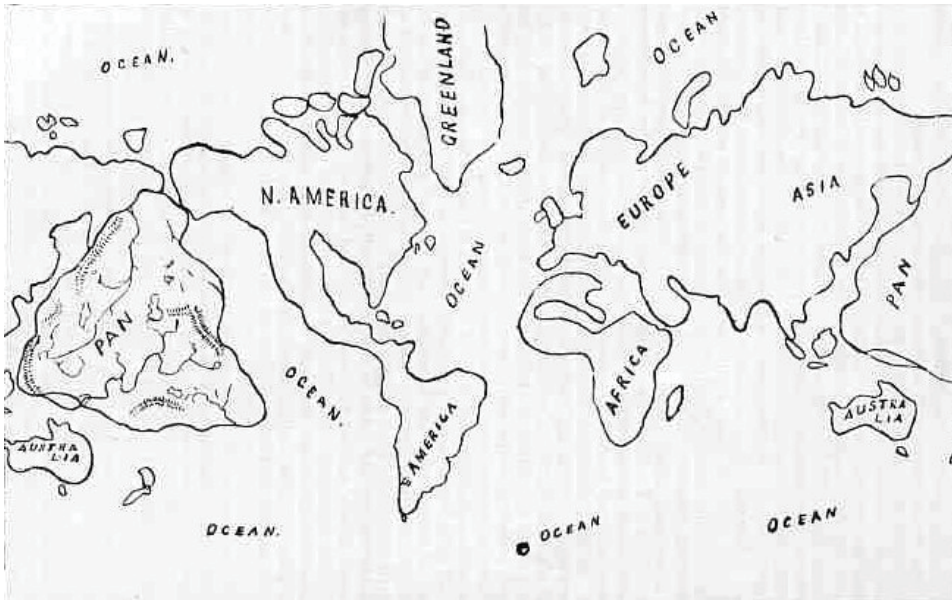 OCEAN.
OCEAN
GREENLAND
N. AMERICA.
EUROPE
ASIA
OCEAN
PAN
PAN
OCEAN.
AFRICA
S AMERICA
AUSTRA
LIA
AUSTRA
LIA
OCEAN.
OCEAN
OCEAN